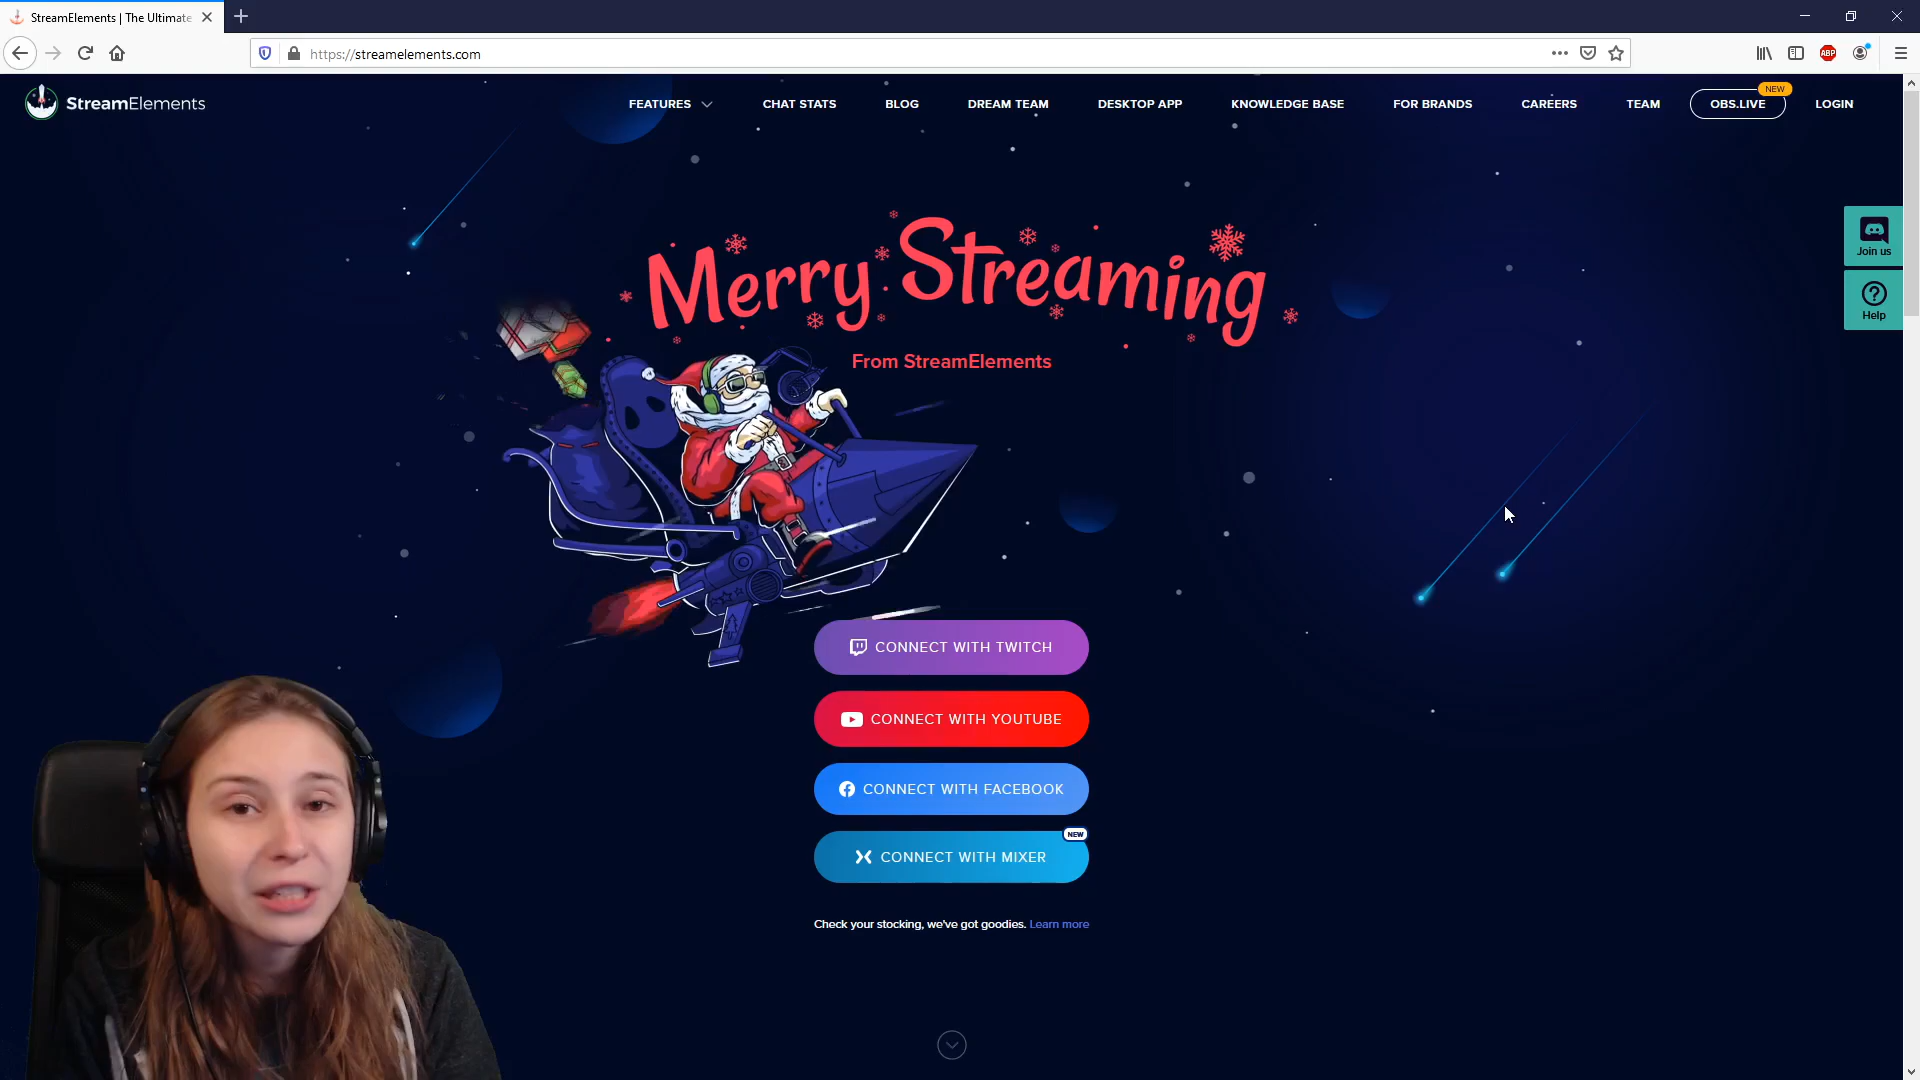 StreamElements | The Ultimate
https://streamelements.com
ABP
StreamElements
FEATURES
CHAT STATS
BLOG
DREAM TEAM
DESKTOP APP
KNOWLEDGE BASE
FOR BRANDS
CAREERS
TEAM
NEW
OBS.LIVE
LOGIN
Join us
Help
Merry Streaming
From StreamElements
CONNECT WITH TWITCH
CONNECT WITH YOUTUBE
CONNECT WITH FACEBOOK
NEW
CONNECT WITH MIXER
Check your stocking, we've got goodies. Learn more